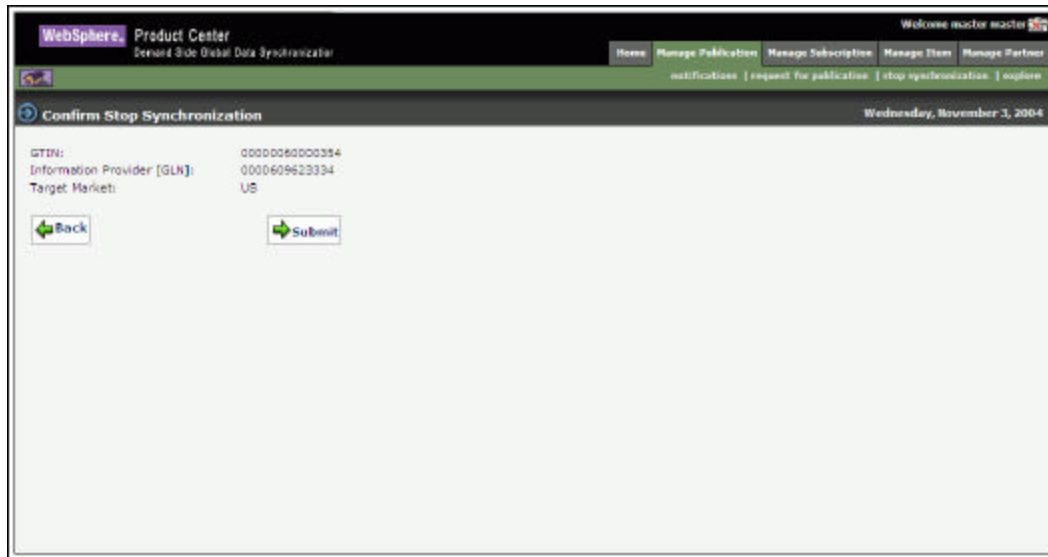 Welcome master master
WebSphere. Product Center
Demand Side Global Data Synchronization
Home Manage Publication Manage Subscription Manage Item Manage Partner
notifications | request for publication | stop synchronization | explore
Confirm Stop Synchronization Wednesday, November 3, 2004
GTIN: 00000060000354
Information Provider [GLN]: 0000609623334
Target Market: US
Back Submit